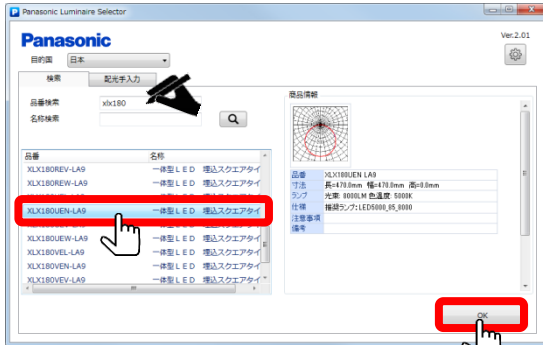 Panasonic Luminaire Selector
Panasonic
Ver.2.01
目的国 日本
検索 配光手入力
品番検索 xlx180
名称検索
商品情報
品番 名称
XLX180REV-LA9 一体型ＬＥＤ 埋込スクエアタイ
XLX180REW-LA9 一体型ＬＥＤ 埋込スクエアタイ
XLX180UEN-LA9 一体型ＬＥＤ 埋込スクエアタイ
XLX180UEW-LA9 一体型ＬＥＤ 埋込スクエアタイ
XLX180VEL-LA9 一体型ＬＥＤ 埋込スクエアタイ
XLX180VEN-LA9 一体型ＬＥＤ 埋込スクエアタイ
XLX180VEV-LA9 一体型ＬＥＤ 埋込スクエアタイ
品番 XLX180UEN LA9
寸法 長=470.0mm 幅=470.0mm 高=0.0mm
ランプ 光束: 8000LM 色温度: 5000K
仕様 推奨ランプ:LED5000_85_8000
注意事項
備考
OK